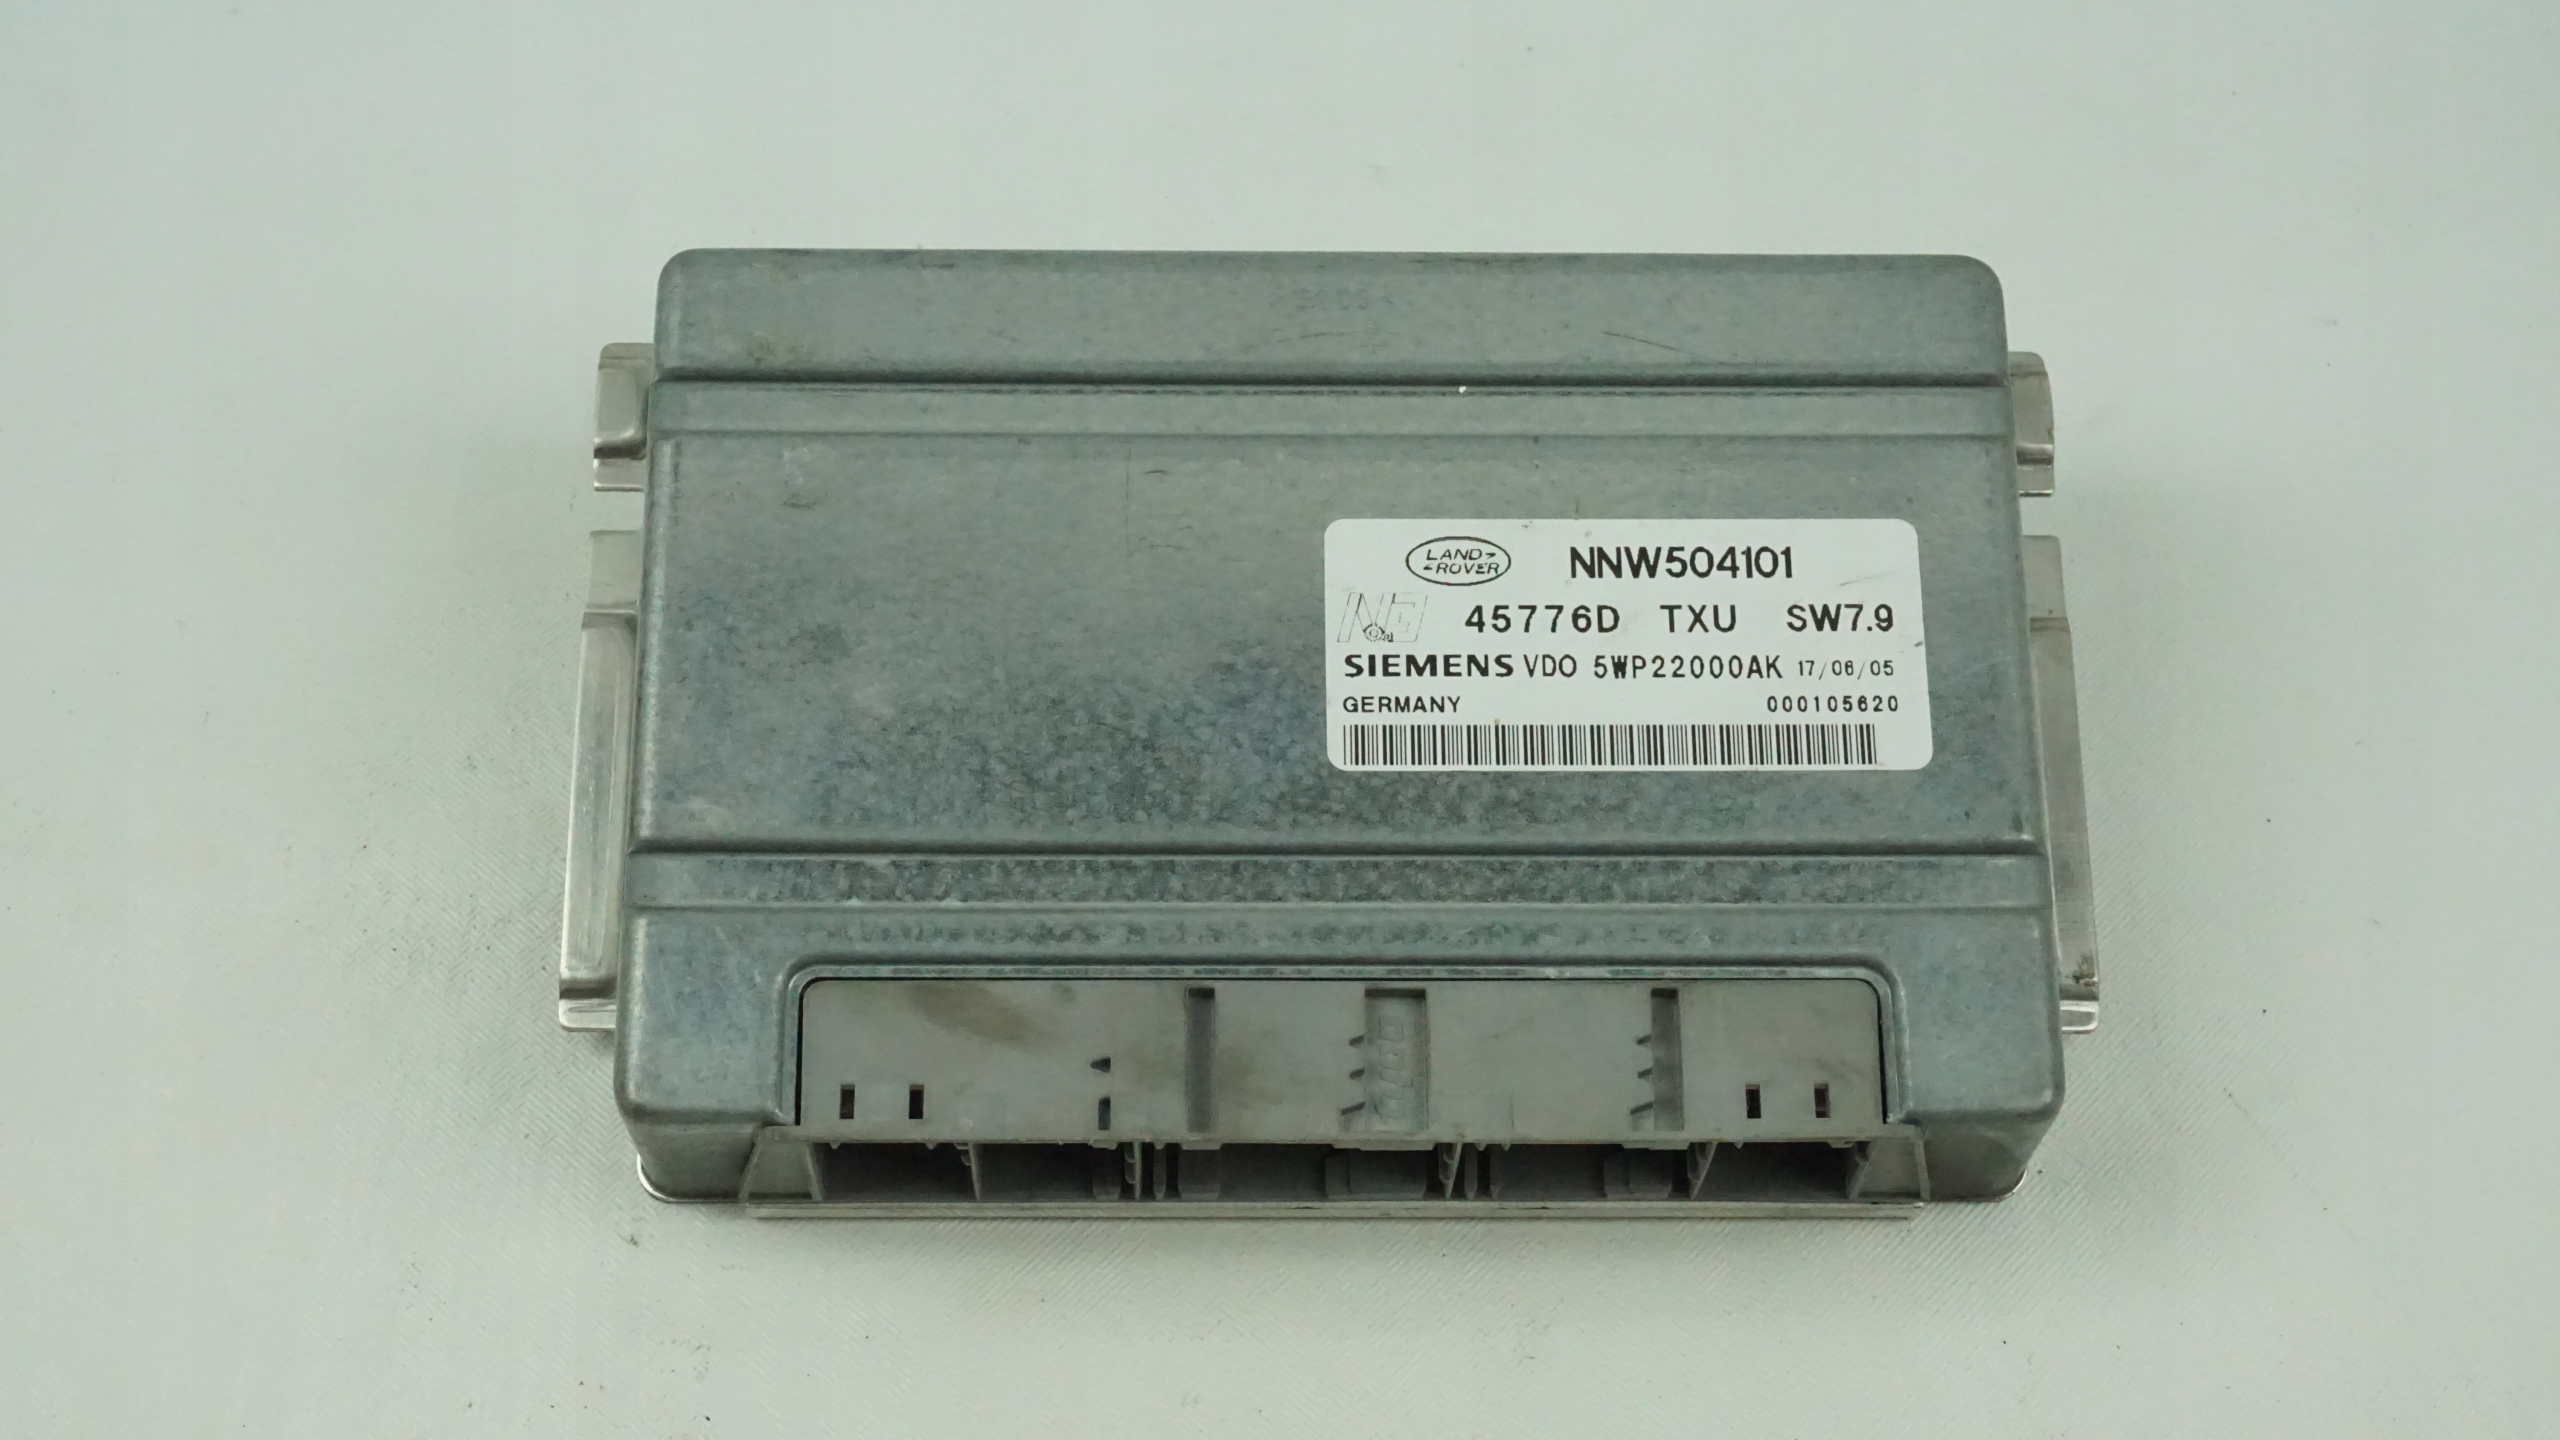 LAND ROVER NNW504101
45776D TXU SW7.9
SIEMENS VDO 5WP22000AK 17/06/05
GERMANY 000105620